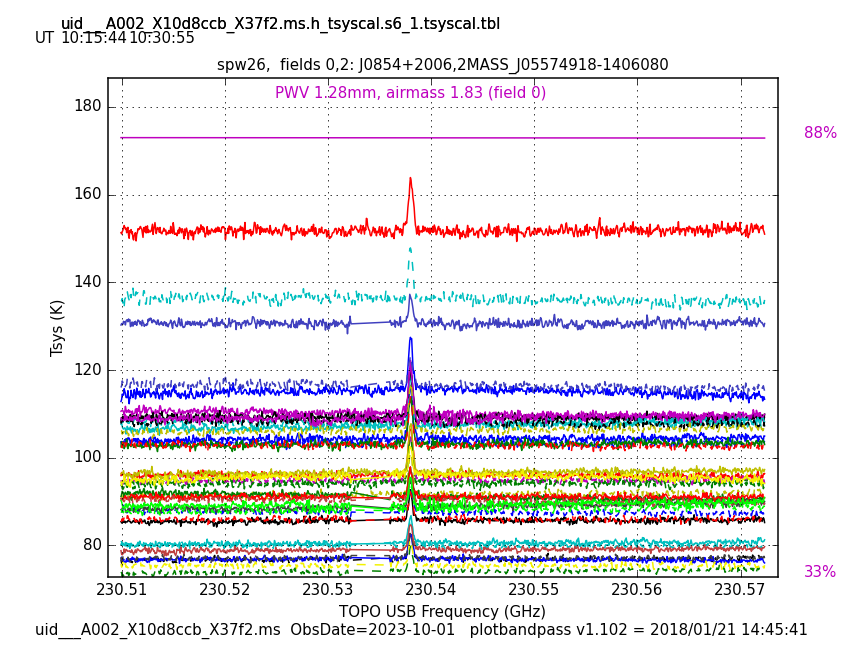 uid___A002_X10d8ccb_X37f2.ms.h_tsyscal.s6_1.tsyscal.tbl
UT 10:15:44 10:30:55
spw26, fields 0,2: J0854+2006,2MASS_J05574918-1406080
PWV 1.28mm, airmass 1.83 (field 0)
180
88%
160
140
Tsys (K)
120
100
80
33%
230.51 230.52 230.53 230.54 230.55 230.56 230.57
TOPO USB Frequency (GHz)
uid___A002_X10d8ccb_X37f2.ms ObsDate=2023-10-01 plotbandpass v1.102 = 2018/01/21 14:45:41